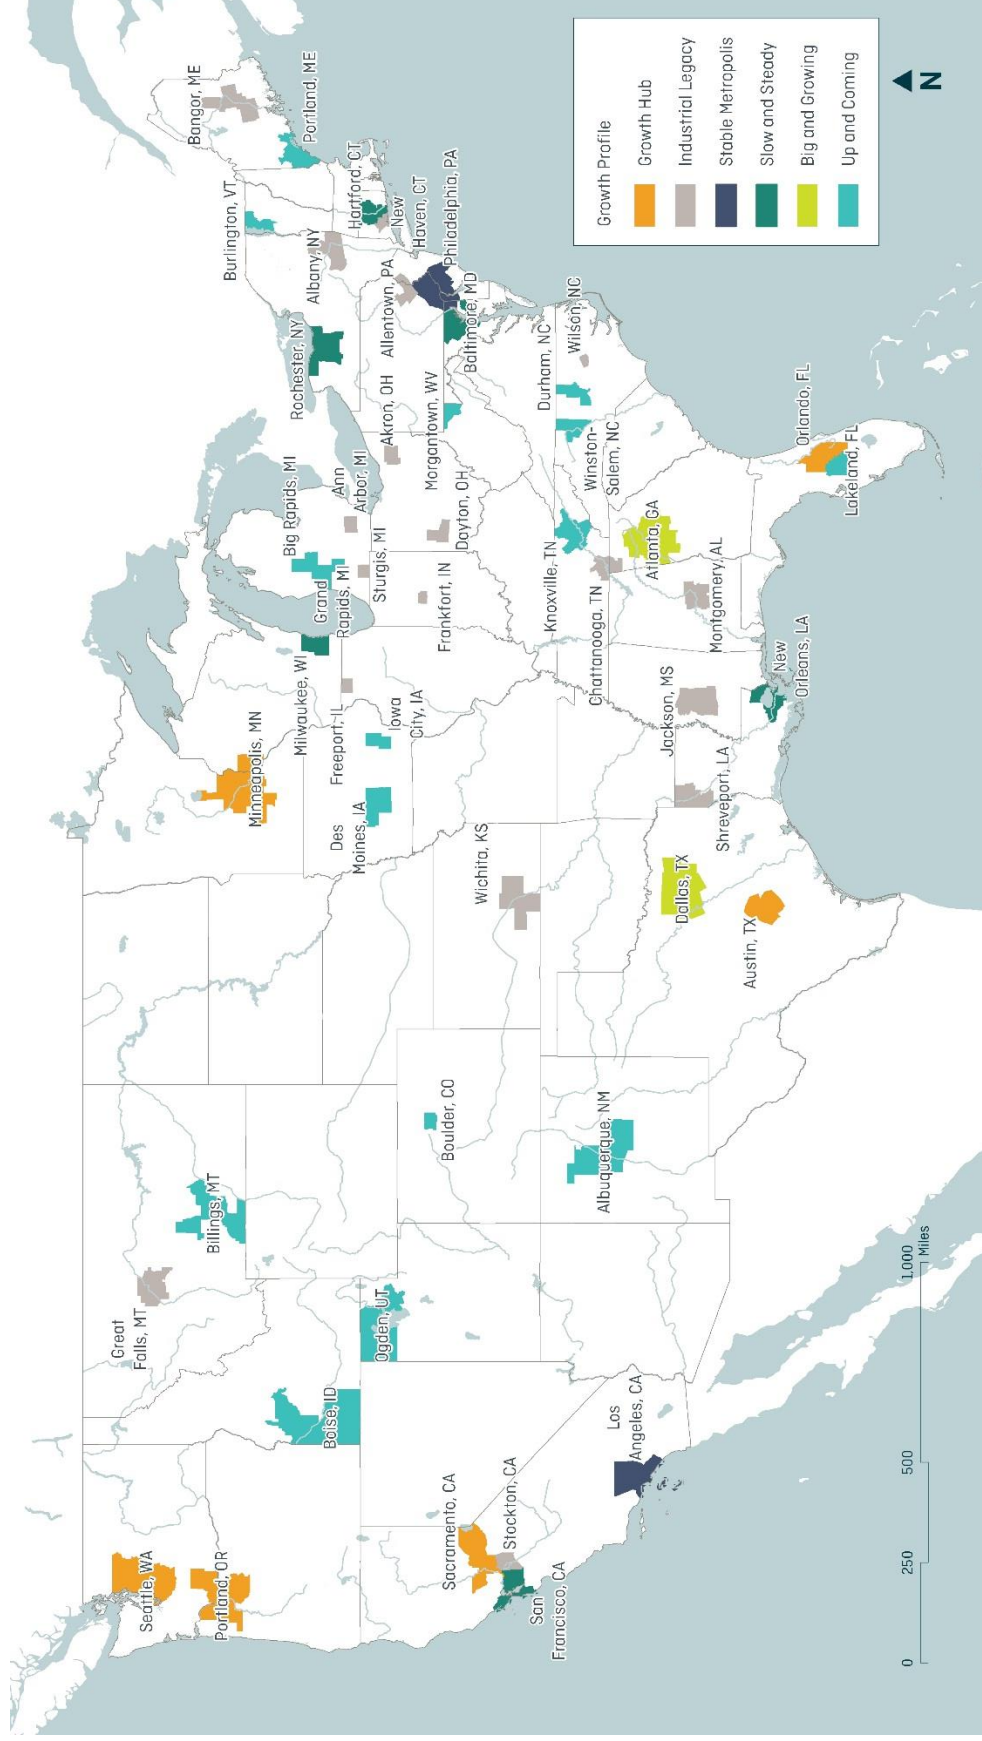 Seattle, WA
Portland, OR
Great
Falls, MT
Billings, MT
Boise, ID
Ogden, UT
Sacramento, CA
Stockton, CA
San
Francisco, CA
Los
Angeles, CA
Boulder, CO
Albuquerque, NM
Minneapolis, MN
Des
Moines, IA
Iowa
City, IA
Wichita, KS
Dallas, TX
Austin, TX
Shreveport, LA
Jackson, MS
New
Orleans, LA
Milwaukee, WI
Freeport, IL
Big Rapids, MI
Grand
Rapids, MI
Ann
Arbor, MI
Sturgis, MI
Frankfort, IN
Dayton, OH
Akron, OH
Morgantown, WV
Knoxville, TN
Chattanooga, TN
Atlanta, GA
Montgomery, AL
Winston-
Salem, NC
Durham, NC
Wilson, NC
Orlando, FL
Lakeland, FL
Rochester, NY
Albany, NY
Burlington, VT
Bangor, ME
Portland, ME
Hartford, CT
New
Haven, CT
Allentown, PA
Philadelphia, PA
Baltimore, MD
Growth Profile
Growth Hub
Industrial Legacy
Stable Metropolis
Slow and Steady
Big and Growing
Up and Coming
N
0
250
500
1,000
Miles